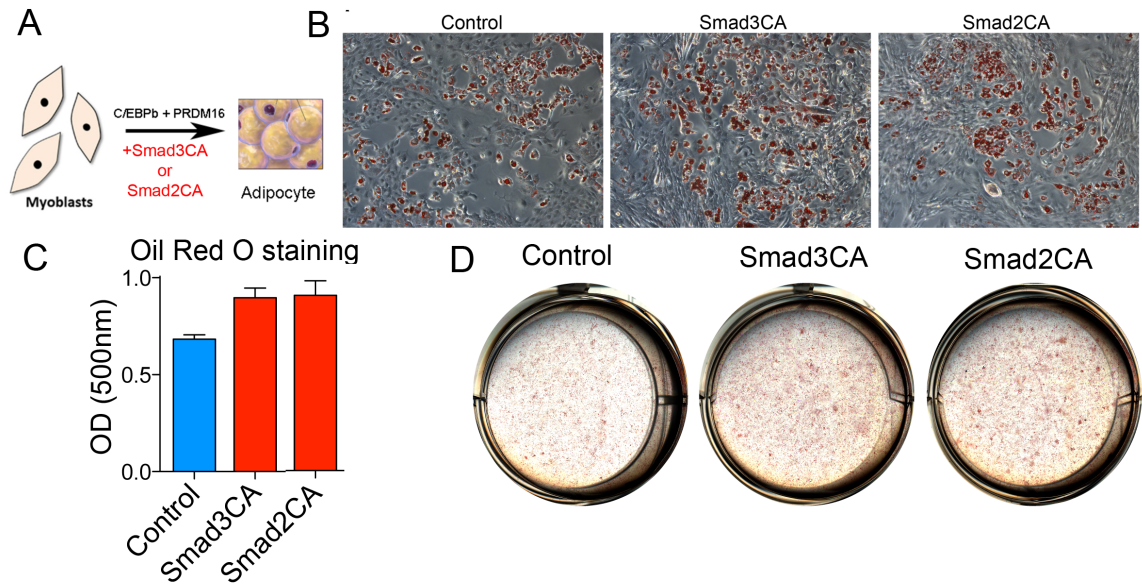 A
C/EBPb + PRDM16
+Smad3CA
or
Smad2CA
Myoblasts
Adipocyte
B
Control
Smad3CA
Smad2CA
C
Oil Red O staining
OD (500nm)
1.0
0.5
0.0
Control
Smad3CA
Smad2CA
D
Control
Smad3CA
Smad2CA